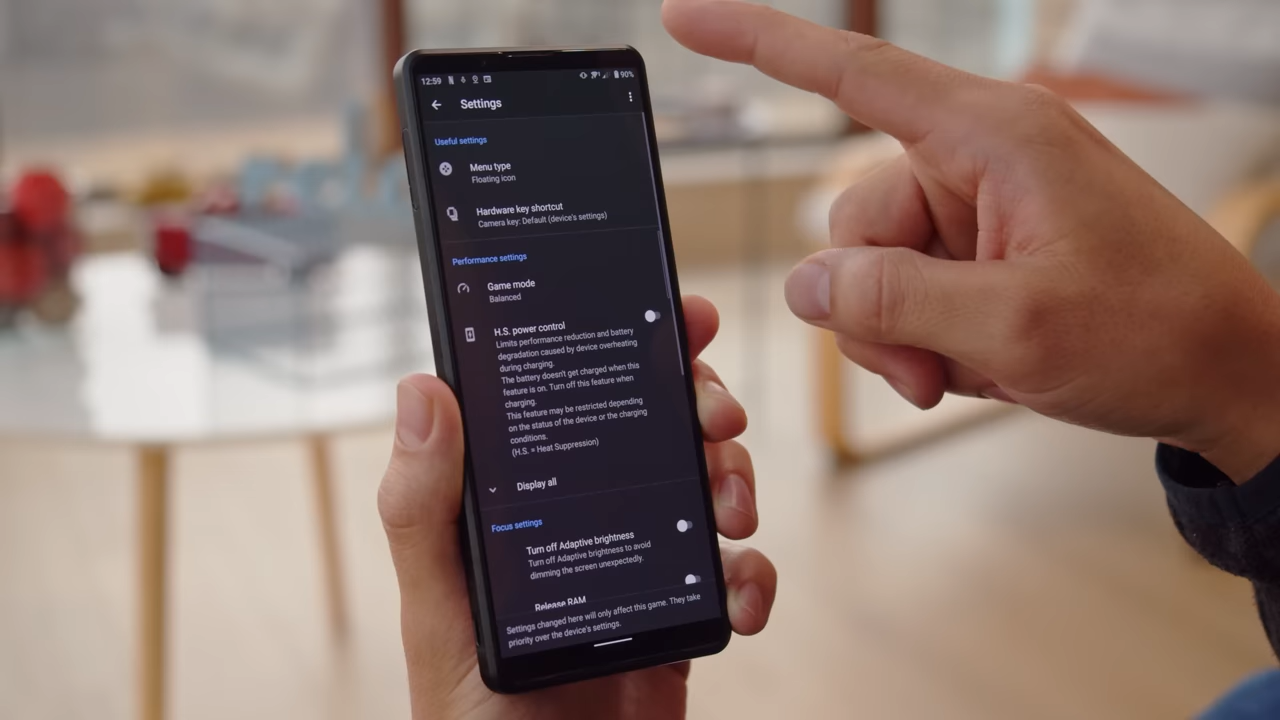 12:59
90%
Settings
Useful settings
Menu type
Floating icon
Hardware key shortcut
Camera key: Default (device's settings)
Performance settings
Game mode
Balanced
H.S. power control
Limits performance reduction and battery
degradation caused by device overheating
during charging.
The battery doesn't get charged when this
feature is on. Turn off this feature when
charging.
This feature may be restricted depending
on the status of the device or the charging
conditions.
(H.S. = Heat Suppression)
Display all
Focus settings
Turn off Adaptive brightness
Turn off Adaptive brightness to avoid
dimming the screen unexpectedly.
Release RAM
Settings changed here will only affect this game. They take
priority over the device's settings.